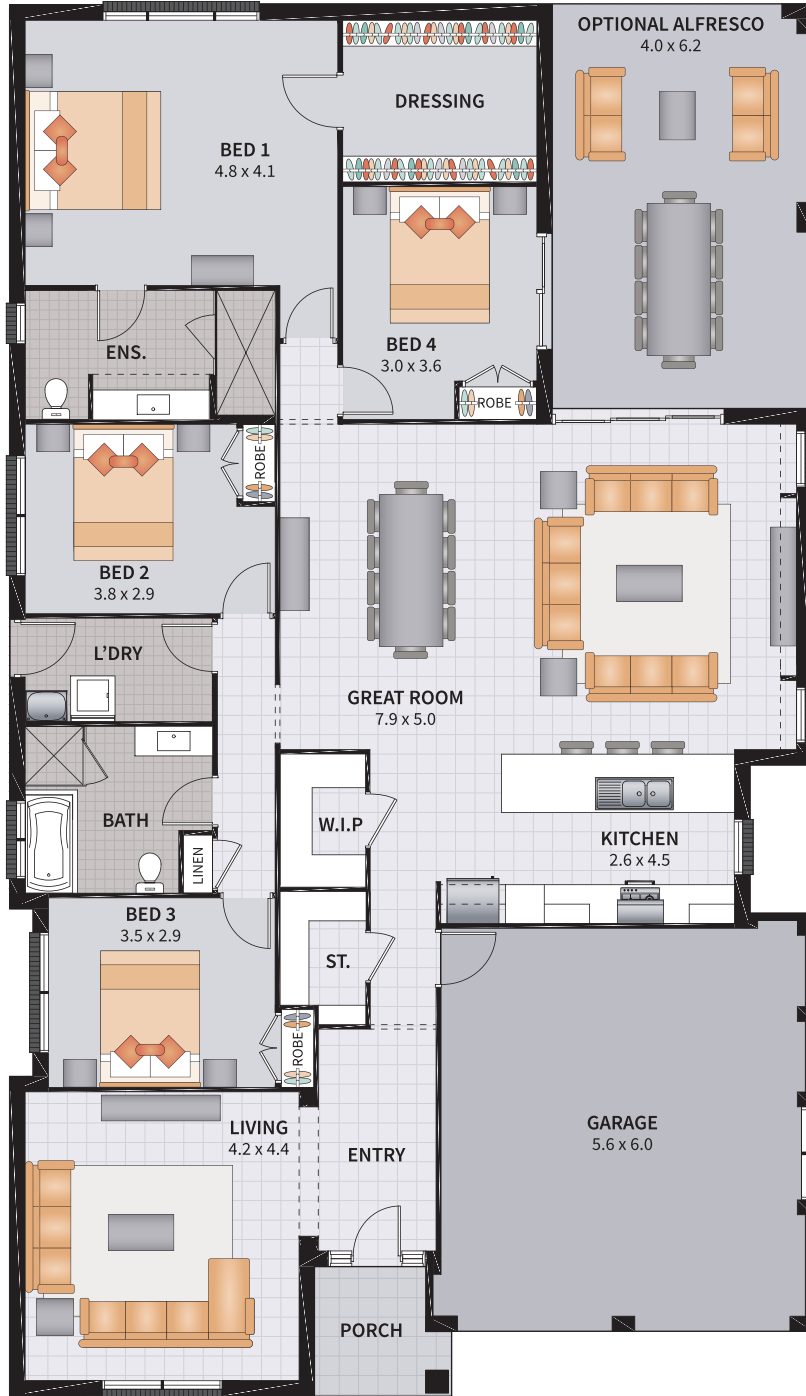 OPTIONAL ALFRESCO
4.0 x 6.2
DRESSING
BED 1
4.8 x 4.1
BED 4
3.0 x 3.6
ENS.
ROBE
ROBE
BED 2
3.8 x 2.9
L'DRY
GREAT ROOM
7.9 x 5.0
W.I.P
BATH
KITCHEN
2.6 x 4.5
LINEN
BED 3
3.5 x 2.9
ST.
ROBE
LIVING
4.2 x 4.4
ENTRY
GARAGE
5.6 x 6.0
PORCH